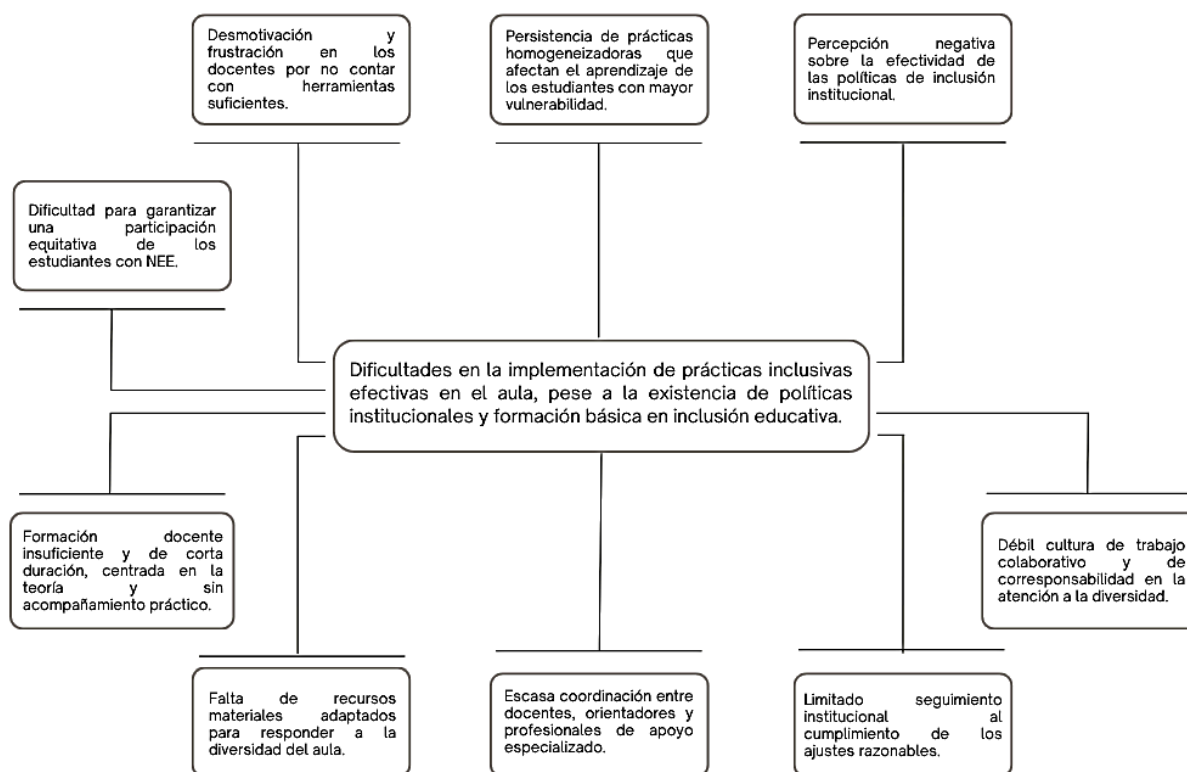 Desmotivación y
frustración en los
docentes por no contar
con herramientas
suficientes.
Persistencia de prácticas
homogeneizadoras que
afectan el aprendizaje de
los estudiantes con mayor
vulnerabilidad.
Percepción negativa
sobre la efectividad de
las políticas de inclusión
institucional.
Dificultad para garantizar
una participación
equitativa de los
estudiantes con NEE.
Dificultades en la implementación de prácticas inclusivas
efectivas en el aula, pese a la existencia de políticas
institucionales y formación básica en inclusión educativa.
Formación docente
insuficiente y de corta
duración, centrada en la
teoría y sin
acompañamiento práctico.
Débil cultura de trabajo
colaborativo y de
corresponsabilidad en la
atención a la diversidad.
Falta de recursos
materiales adaptados
para responder a la
diversidad del aula.
Escasa coordinación entre
docentes, orientadores y
profesionales de apoyo
especializado.
Limitado seguimiento
institucional al
cumplimiento de los
ajustes razonables.